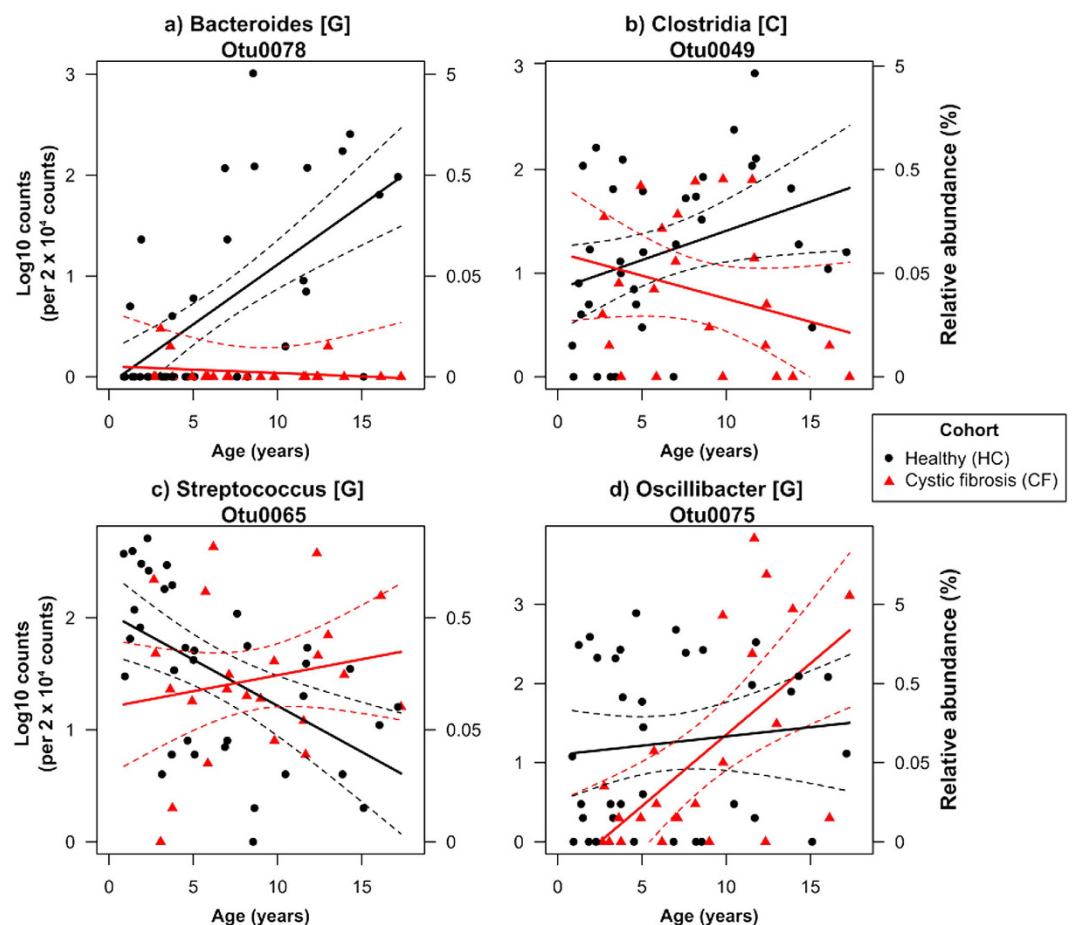 a) Bacteroides [G]
Otu0078
3
2
1
0
5
0.5
0.05
0
0 5 10 15
Age (years)
Log10 counts
(per 2 x 10⁴ counts)
b) Clostridia [C]
Otu0049
3
2
1
0
5
0.5
0.05
0
0 5 10 15
Age (years)
Relative abundance (%)
Cohort
Healthy (HC)
Cystic fibrosis (CF)
c) Streptococcus [G]
Otu0065
2
1
0
0.5
0.05
0
0 5 10 15
Age (years)
Log10 counts
(per 2 x 10⁴ counts)
d) Oscillibacter [G]
Otu0075
3
2
1
0
5
0.5
0.05
0
0 5 10 15
Age (years)
Relative abundance (%)